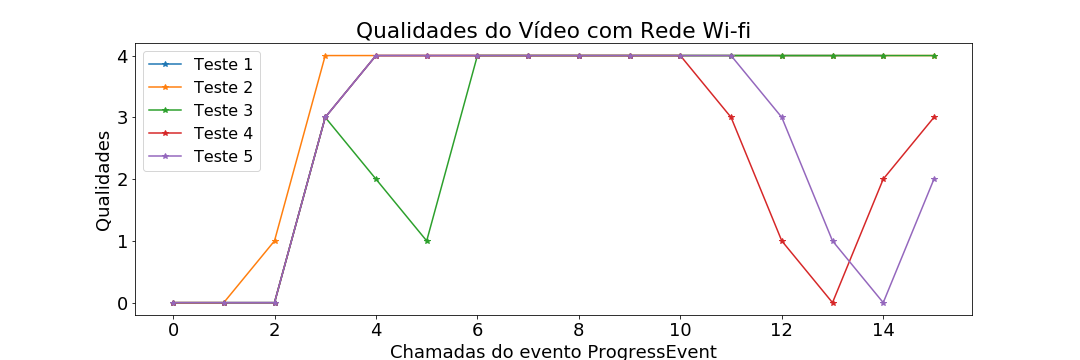 Qualidades do Vídeo com Rede Wi-fi
4
3
2
1
0
Qualidades
Teste 1
Teste 2
Teste 3
Teste 4
Teste 5
0 2 4 6 8 10 12 14
Chamadas do evento ProgressEvent